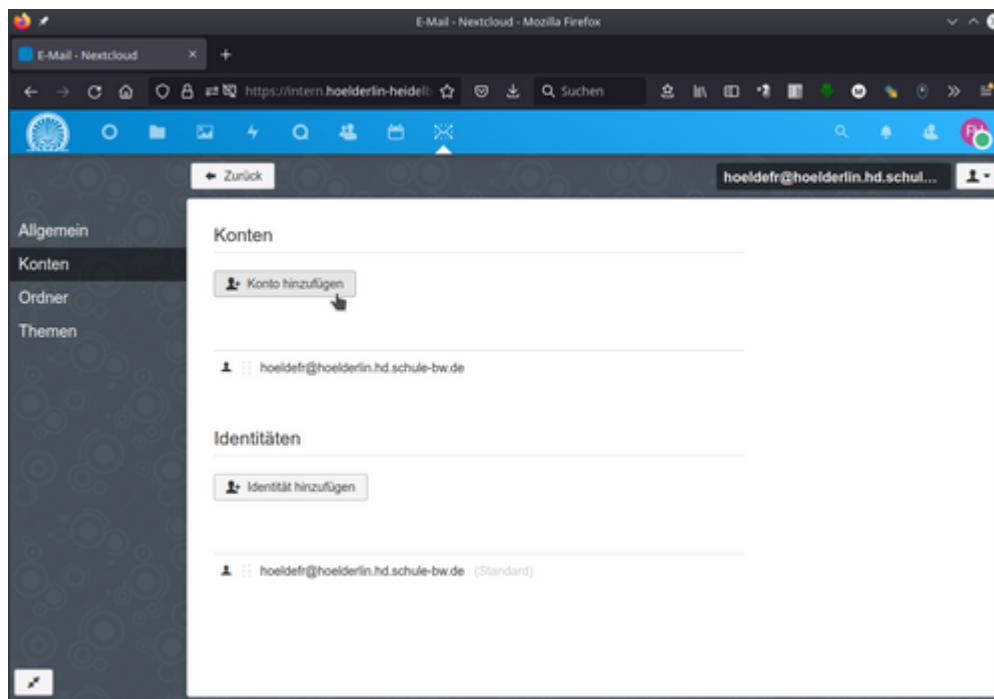 E-Mail - Nextcloud - Mozilla Firefox
E-Mail - Nextcloud
https://intern.hoelderlin-heidelb
Suchen
Zurück
hoeldefr@hoelderlin.hd.schul...
Allgemein
Konten
Ordner
Themen
Konten
Konto hinzufügen
hoeldefr@hoelderlin.hd.schule-bw.de
Identitäten
Identität hinzufügen
hoeldefr@hoelderlin.hd.schule-bw.de (Standard)